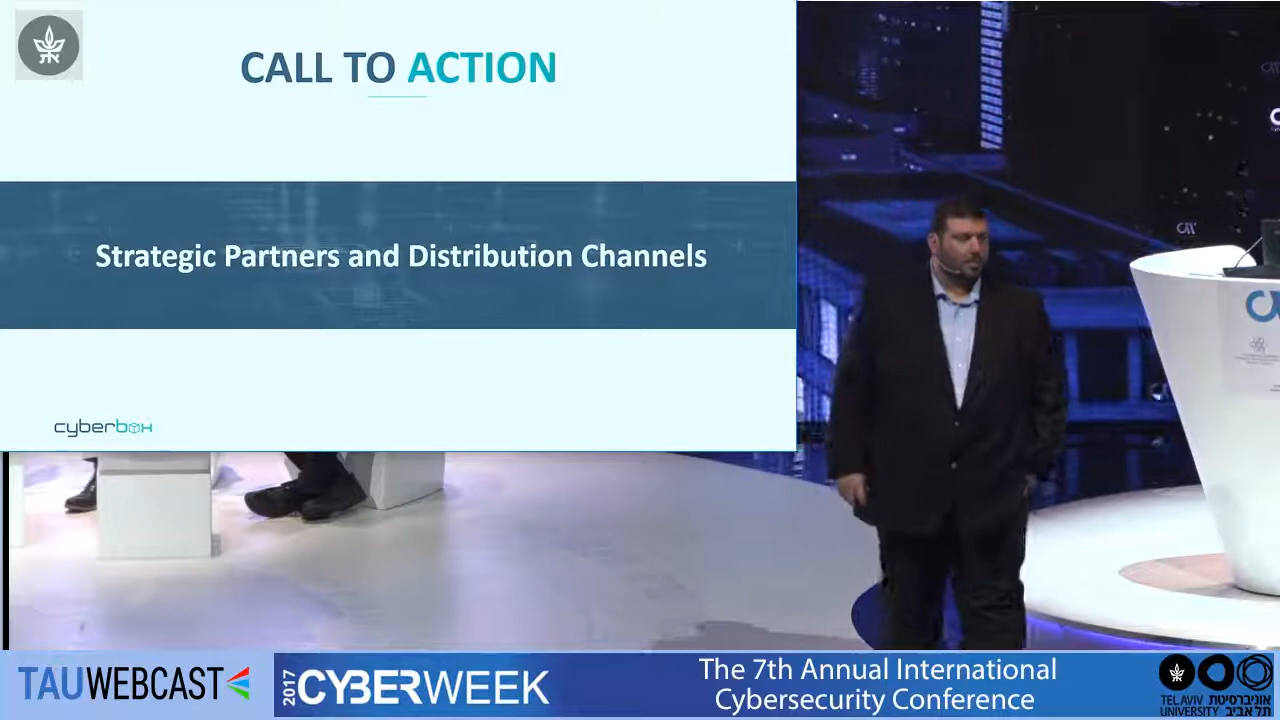 CALL TO ACTION
Strategic Partners and Distribution Channels
cyberbox
TAUWEBCAST
2017 CYBERWEEK
The 7th Annual International
Cybersecurity Conference
TEL AVIV אוניברסיטת
UNIVERSITY תל אביב